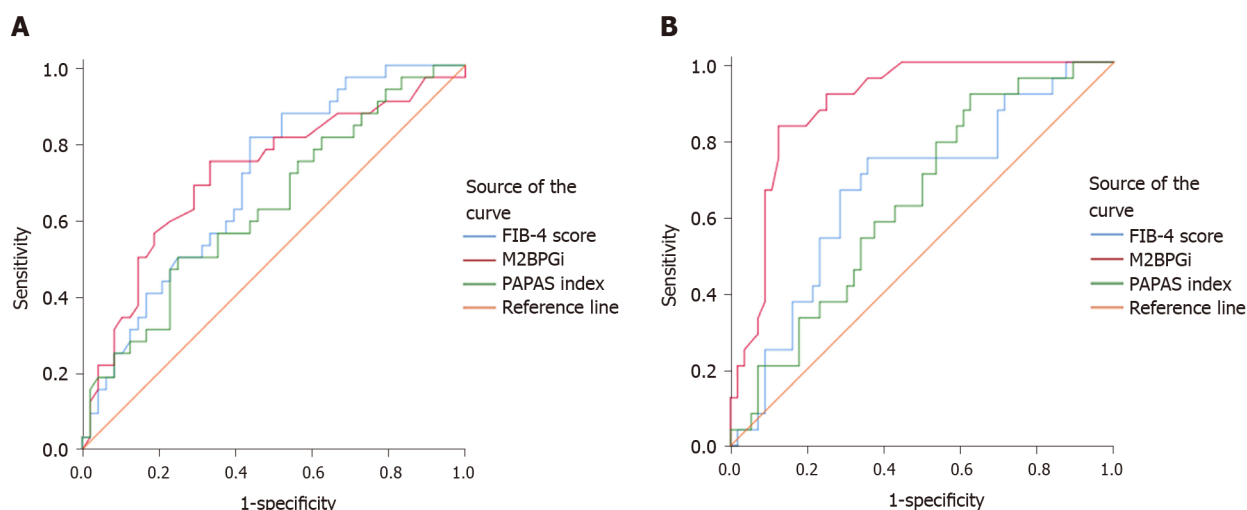 A
1.0
0.8
0.6
0.4
0.2
0.0
Sensitivity
0.0 0.2 0.4 0.6 0.8 1.0
1-specificity
Source of the
curve
FIB-4 score
M2BPGi
PAPAS index
Reference line
B
1.0
0.8
0.6
0.4
0.2
0.0
Sensitivity
0.0 0.2 0.4 0.6 0.8 1.0
1-specificity
Source of the
curve
FIB-4 score
M2BPGi
PAPAS index
Reference line